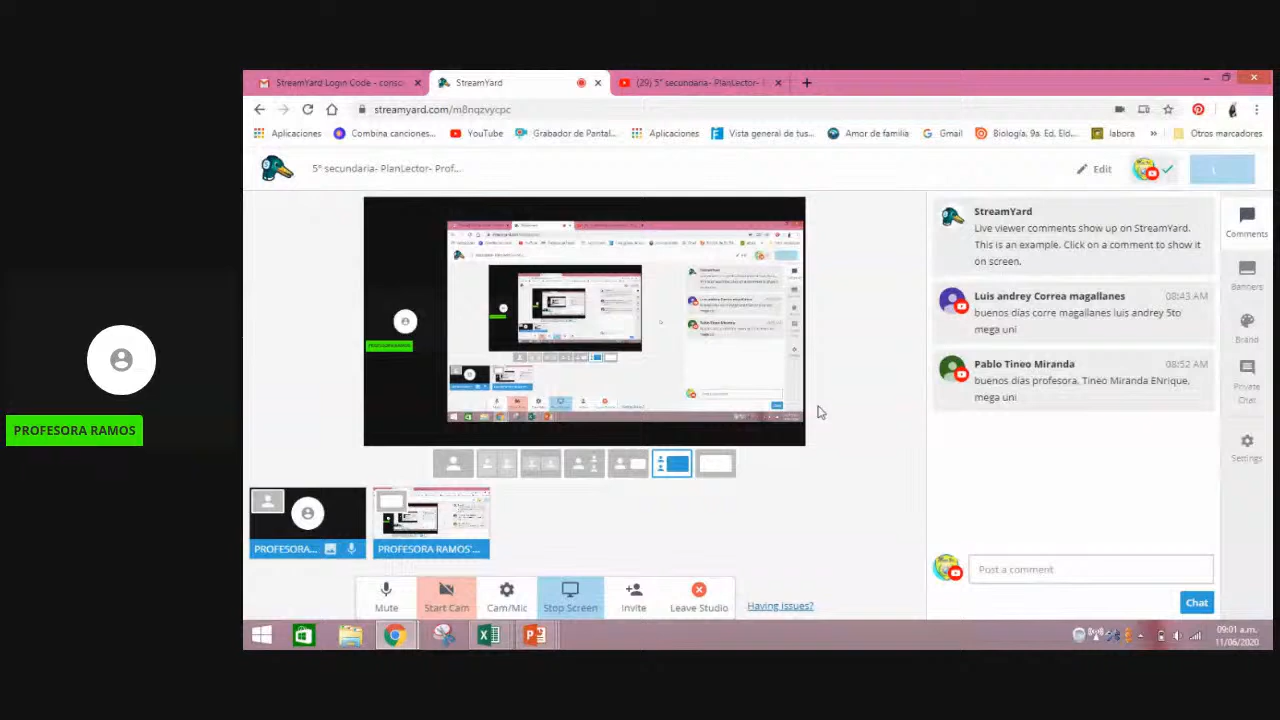 StreamYard Login Code - consc
StreamYard
(29) 5° secundaria- PlanLector- 
streamyard.com/m8nqzvycpc
Aplicaciones
Combina canciones...
YouTube
Grabador de Pantal...
Aplicaciones
Vista general de tus...
Amor de familia
Gmail
Biología, 9a. Ed. Eld...
labora
»
Otros marcadores
5° secundaria- PlanLector- Prof...
Edit
StreamYard
Live viewer comments show up on StreamYard.
This is an example. Click on a comment to show it
on screen.
Luis andrey Correa magallanes 08:43 AM
buenos días corre magallanes luis andrey 5to
mega uni
Pablo Tineo Miranda 08:52 AM
buenos días profesora. Tineo Miranda ENrique.
mega uni
Comments
Banners
Brand
Private
Chat
Settings
PROFESORA RAMOS
PROFESORA...
PROFESORA RAMOS'...
Post a comment
Chat
Mute
Start Cam
Cam/Mic
Stop Screen
Invite
Leave Studio
Having issues?
09:01 a.m.
11/06/2020